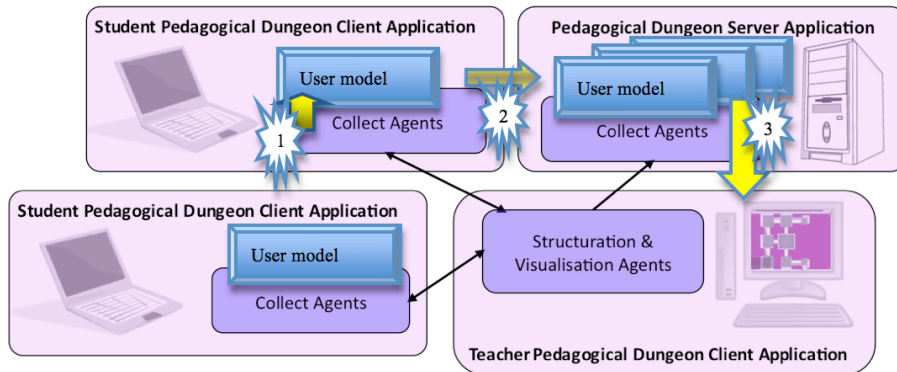 Student Pedagogical Dungeon Client Application
User model
Collect Agents
1
2
Pedagogical Dungeon Server Application
User model
Collect Agents
3
Student Pedagogical Dungeon Client Application
User model
Collect Agents
Structuration &
Visualisation Agents
Teacher Pedagogical Dungeon Client Application